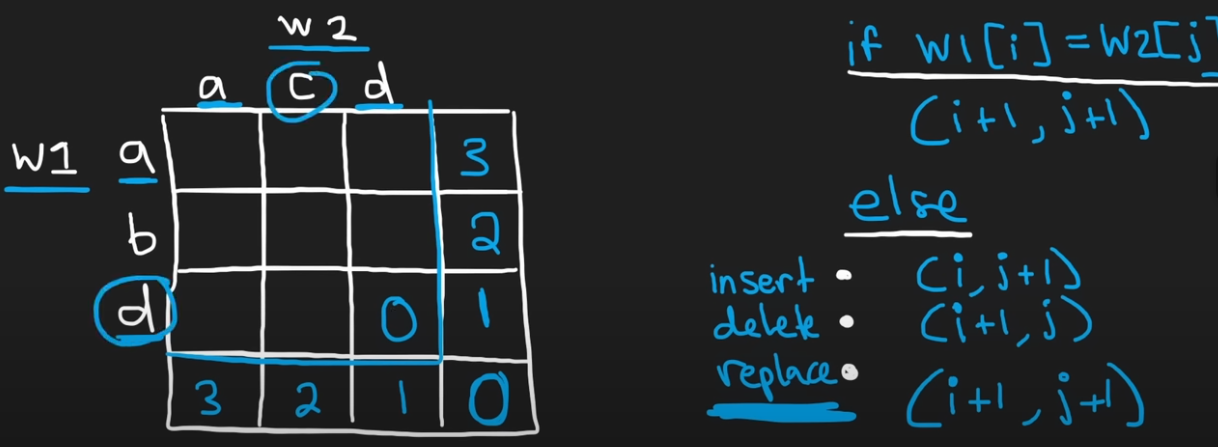 w2
a c d
if W1[i] = W2[j]
(i+1, j+1)
W1 a 3
b 2
d 0 1
3 2 1 0
else
insert • (i, j+1)
delete • (i+1, j)
replace • (i+1, j+1)